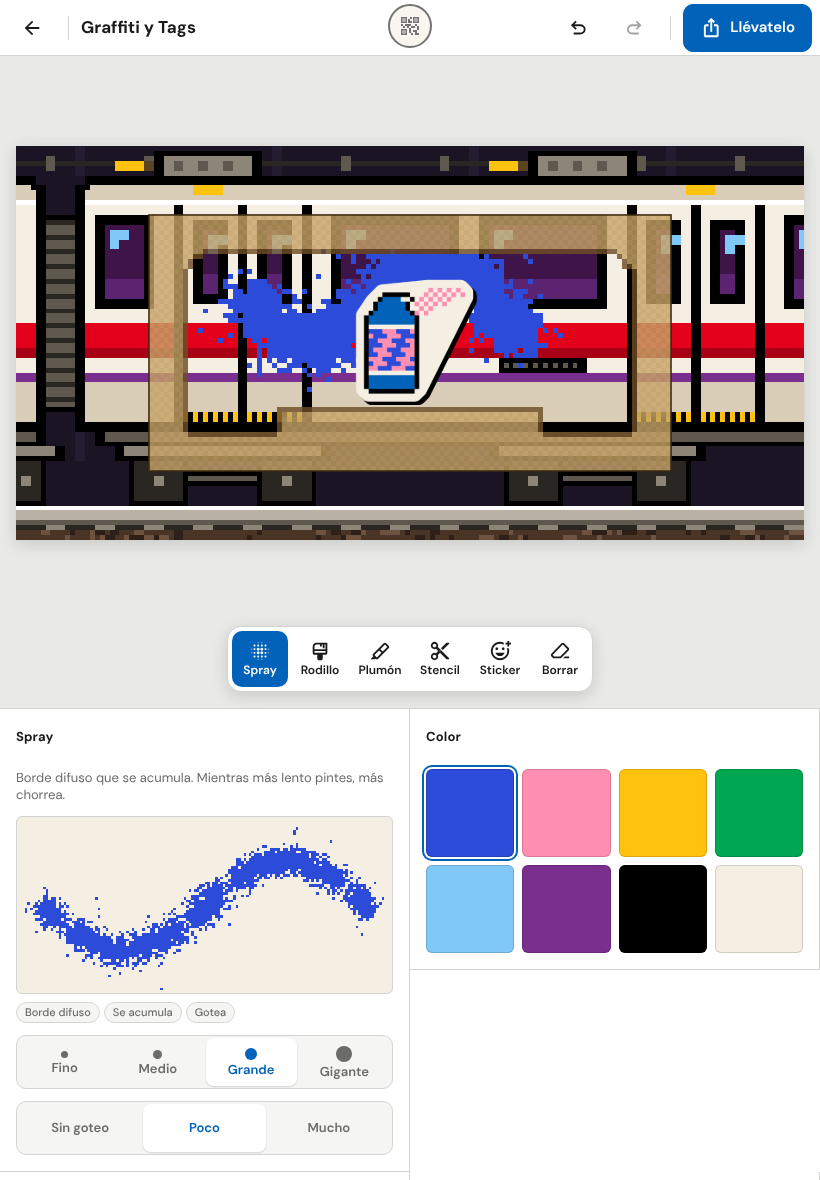 Graffiti y Tags
Llévatelo
Spray
Rodillo
Plumón
Stencil
Sticker
Borrar
Spray
Borde difuso que se acumula. Mientras más lento pintes, más
chorrea.
Borde difuso
Se acumula
Gotea
Fino
Medio
Grande
Gigante
Sin goteo
Poco
Mucho
Color